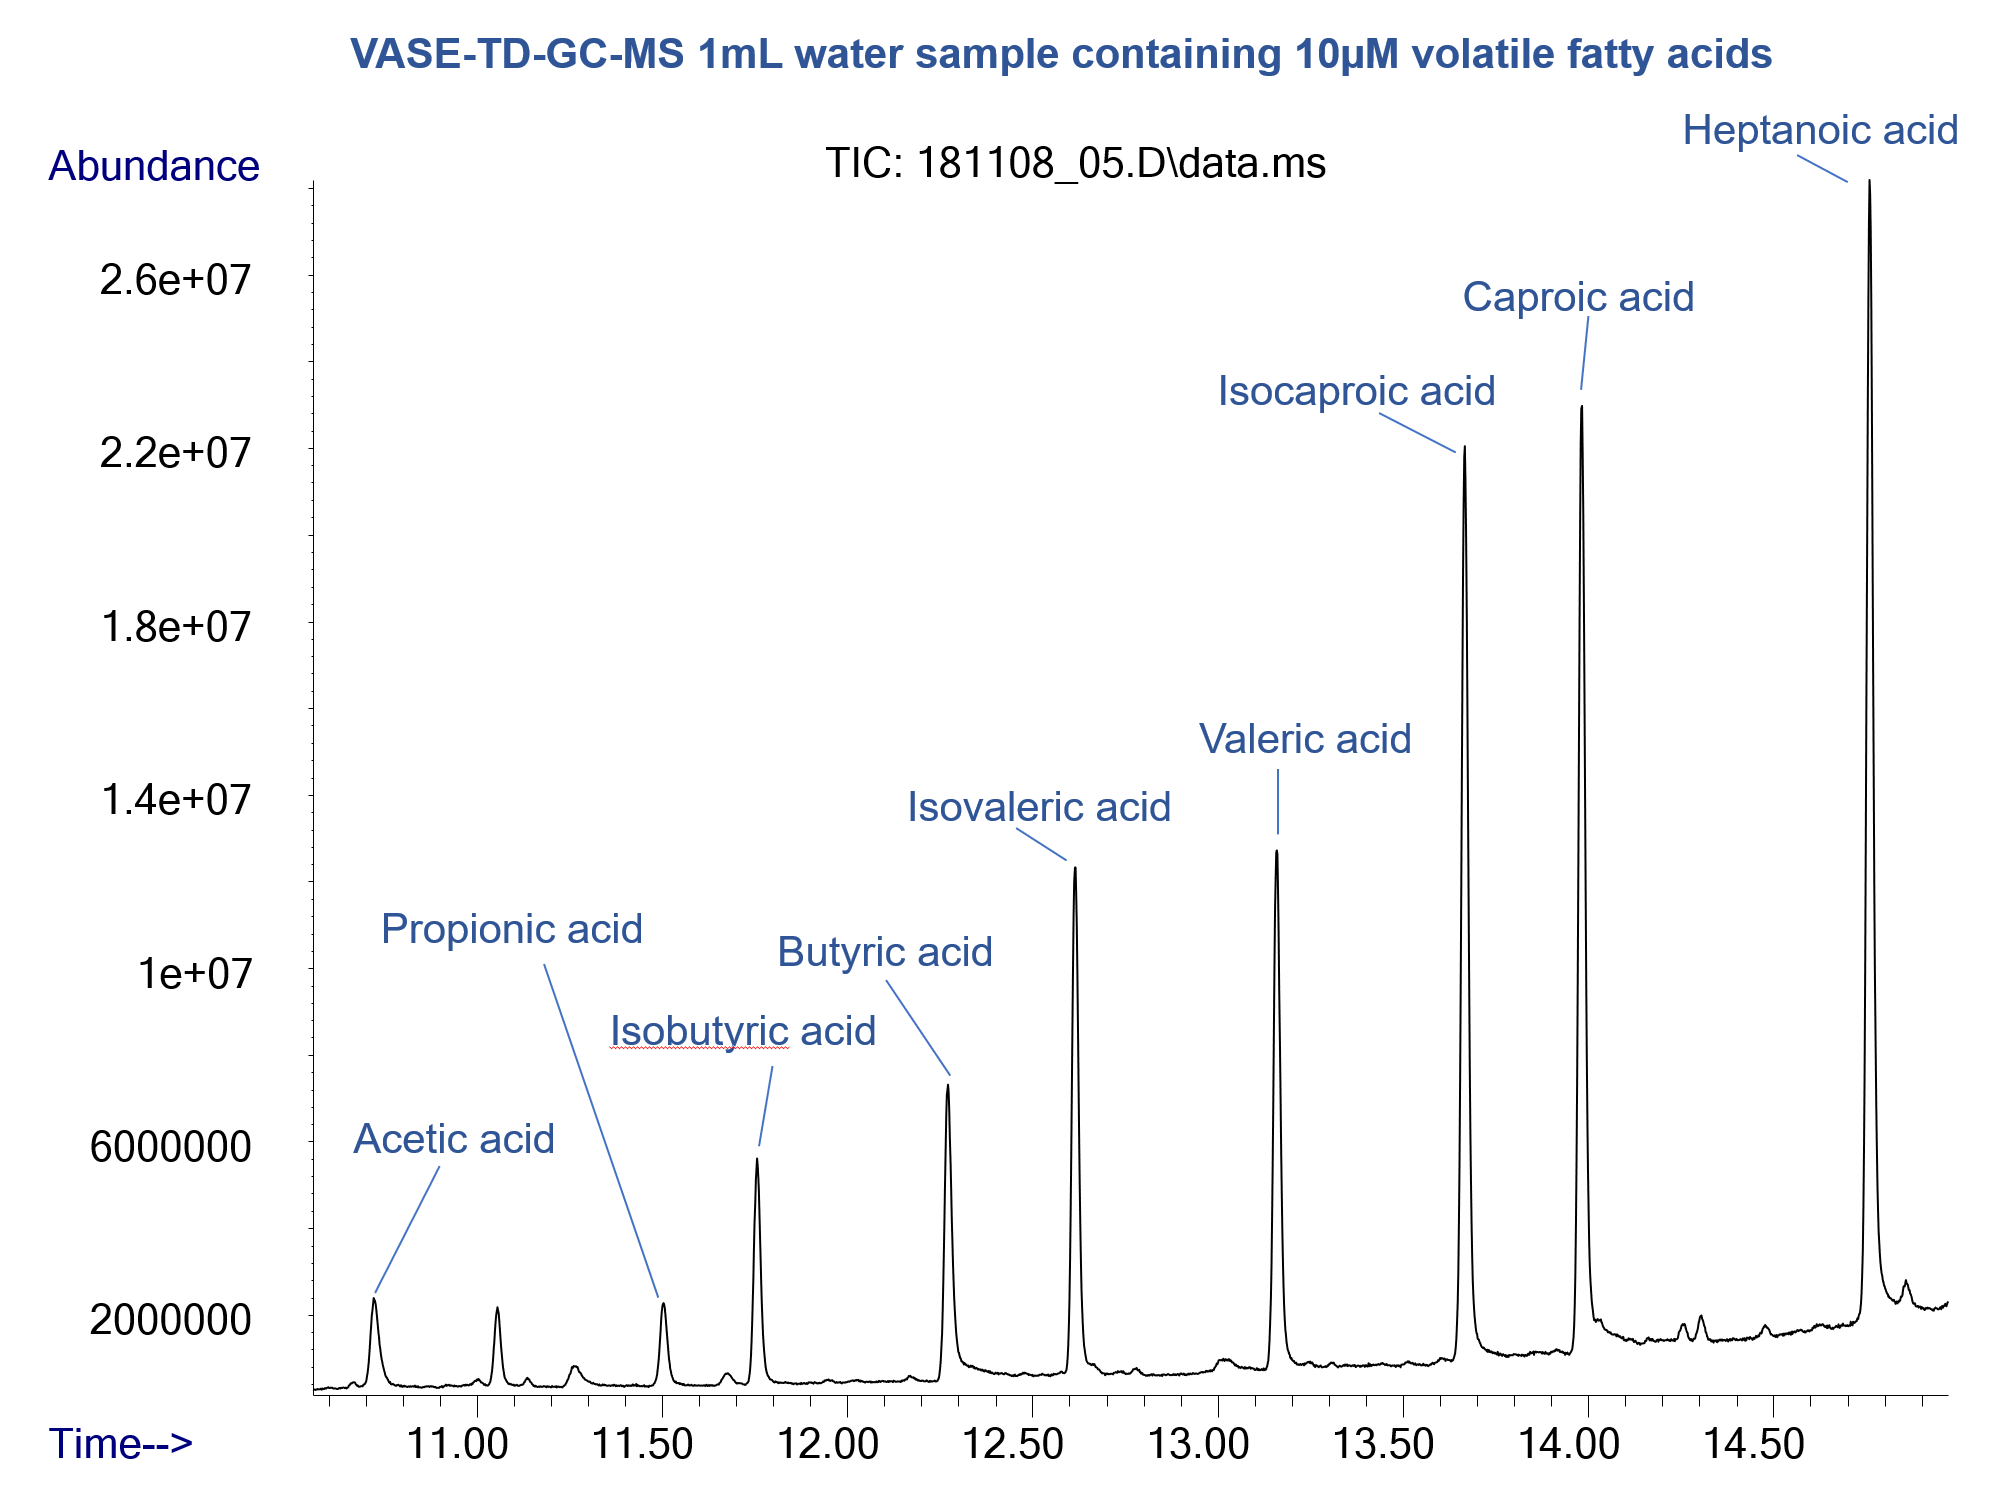 VASE-TD-GC-MS 1mL water sample containing 10µM volatile fatty acids
Heptanoic acid
Abundance
TIC: 181108_05.D\data.ms
2.6e+07
Caproic acid
Isocaproic acid
2.2e+07
1.8e+07
Valeric acid
1.4e+07
Isovaleric acid
Propionic acid
Butyric acid
1e+07
Isobutyric acid
Acetic acid
6000000
2000000
Time-->
11.00 11.50 12.00 12.50 13.00 13.50 14.00 14.50